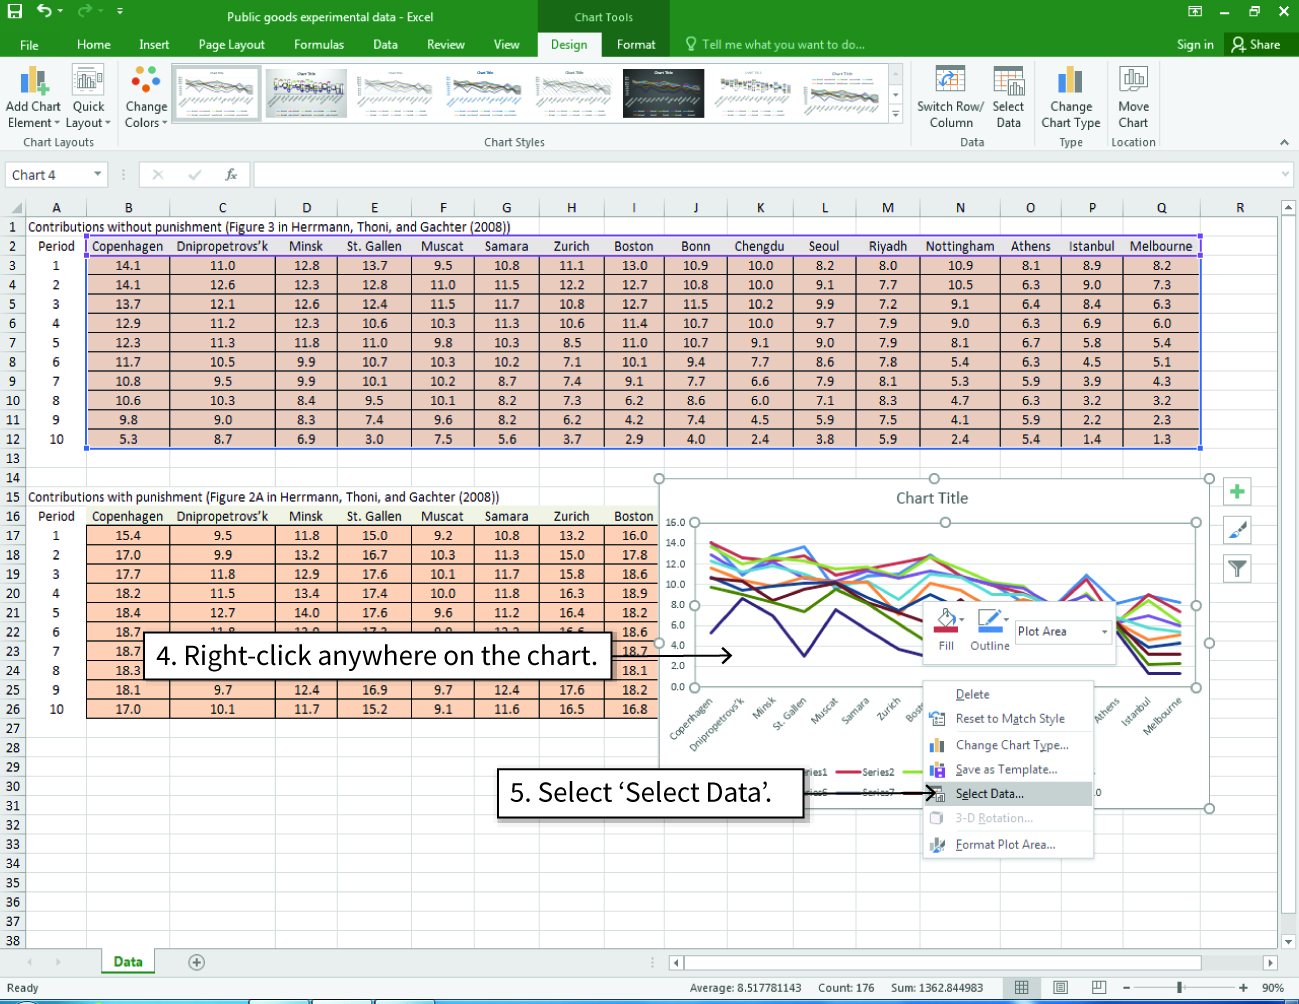 Public goods experimental data - Excel
Chart Tools
File Home Insert Page Layout Formulas Data Review View Design Format Tell me what you want to do... Sign in Share
Add Chart Element Quick Layout Change Colors Switch Row/ Column Select Data Change Chart Type Move Chart
Chart Layouts Chart Styles Data Type Location
Chart 4 fx
A B C D E F G H I J K L M N O P Q R
1 Contributions without punishment (Figure 3 in Herrmann, Thoni, and Gachter (2008))
2 Period Copenhagen Dnipropetrovs'k Minsk St. Gallen Muscat Samara Zurich Boston Bonn Chengdu Seoul Riyadh Nottingham Athens Istanbul Melbourne
3 1 14.1 11.0 12.8 13.7 9.5 10.8 11.1 13.0 10.9 10.0 8.2 8.0 10.9 8.1 8.9 8.2
4 2 14.1 12.6 12.3 12.8 11.0 11.5 12.2 12.7 10.8 10.0 9.1 7.7 10.5 6.3 9.0 7.3
5 3 13.7 12.1 12.6 12.4 11.5 11.7 10.8 12.7 11.5 10.2 9.9 7.2 9.1 6.4 8.4 6.3
6 4 12.9 11.2 12.3 10.6 10.3 11.3 10.6 11.4 10.7 10.0 9.7 7.9 9.0 6.3 6.9 6.0
7 5 12.3 11.3 11.8 11.0 9.8 10.3 8.5 11.0 10.7 9.1 9.0 7.9 8.1 6.7 5.8 5.4
8 6 11.7 10.5 9.9 10.7 10.3 10.2 7.1 10.1 9.4 7.7 8.6 7.8 5.4 6.3 4.5 5.1
9 7 10.8 9.5 9.9 10.1 10.2 8.7 7.4 9.1 7.7 6.6 7.9 8.1 5.3 5.9 3.9 4.3
10 8 10.6 10.3 8.4 9.5 10.1 8.2 7.3 6.2 8.6 6.0 7.1 8.3 4.7 6.3 3.2 3.2
11 9 9.8 9.0 8.3 7.4 9.6 8.2 6.2 4.2 7.4 4.5 5.9 7.5 4.1 5.9 2.2 2.3
12 10 5.3 8.7 6.9 3.0 7.5 5.6 3.7 2.9 4.0 2.4 3.8 5.9 2.4 5.4 1.4 1.3
13
14
15 Contributions with punishment (Figure 2A in Herrmann, Thoni, and Gachter (2008))
16 Period Copenhagen Dnipropetrovs'k Minsk St. Gallen Muscat Samara Zurich Boston
17 1 15.4 9.5 11.8 15.0 9.2 10.8 13.2 16.0
18 2 17.0 9.9 13.2 16.7 10.3 11.3 15.0 17.8
19 3 17.7 11.8 12.9 17.6 10.1 11.7 15.8 18.6
20 4 18.2 11.5 13.4 17.4 10.0 11.8 16.3 18.9
21 5 18.4 12.7 14.0 17.6 9.6 11.2 16.4 18.2
22 6 18.7 18.6
23 7 18.7 18.7
24 8 18.3 18.1
25 9 18.1 9.7 12.4 16.9 9.7 12.4 17.6 18.2
26 10 17.0 10.1 11.7 15.2 9.1 11.6 16.5 16.8
27
28
29
30
31
32
33
34
35
36
37
38
4. Right-click anywhere on the chart.
5. Select ‘Select Data’.
Chart Title
16.0
14.0
12.0
10.0
8.0
6.0
4.0
2.0
0.0
Copenhagen Dnipropetrovs'k Minsk St. Gallen Muscat Samara Zurich Athens Istanbul Melbourne
Series2
Fill Outline Plot Area
Delete
Reset to Match Style
Change Chart Type...
Save as Template...
Select Data...
3-D Rotation...
Format Plot Area...
Data
Ready Average: 8.517781143 Count: 176 Sum: 1362.844983 90%